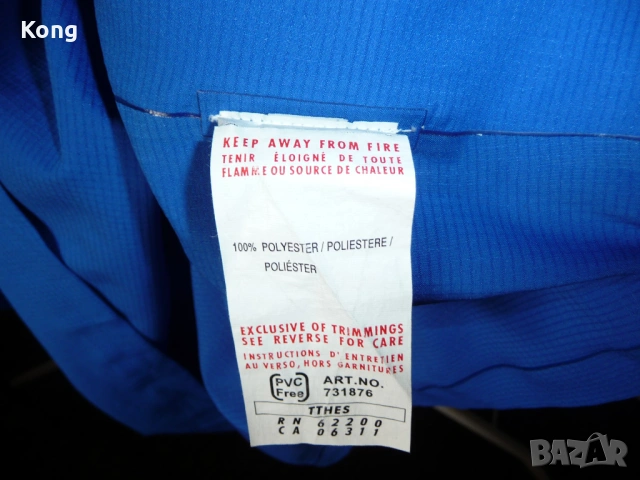 Kong
KEEP AWAY FROM FIRE
TENIR ÉLOIGNÉ DE TOUTE
FLAMME OU SOURCE DE CHALEUR
100% POLYESTER / POLIESTERE /
POLIÉSTER
EXCLUSIVE OF TRIMMINGS
SEE REVERSE FOR CARE
INSTRUCTIONS D' ENTRETIEN
AU VERSO, HORS GARNITURES
PVC Free ART.NO.
731876
TTHES
RN 62200
CA 06311
BAZAR